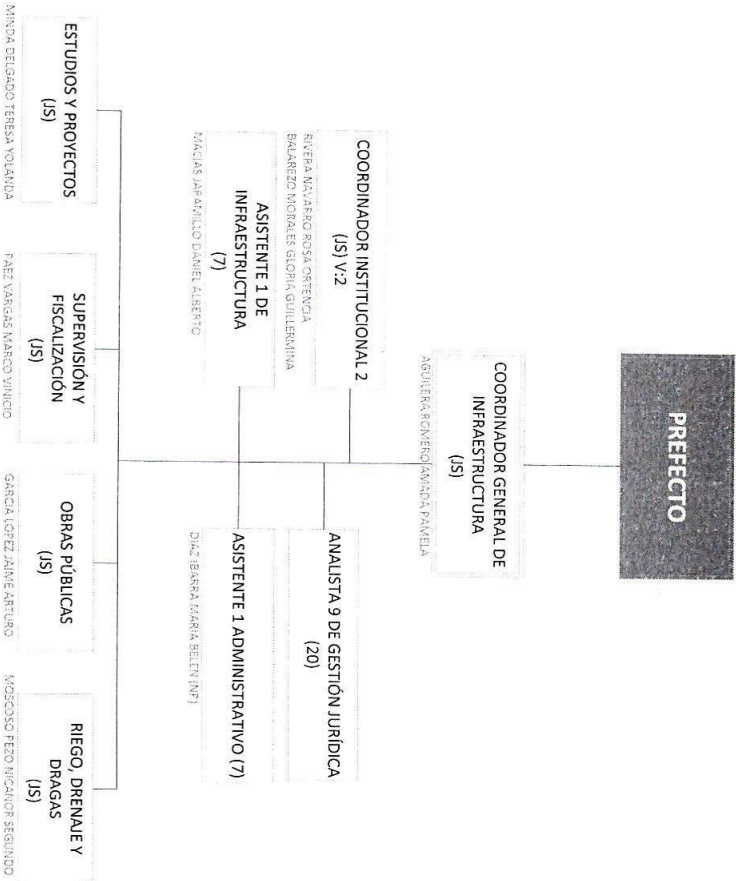 PREFECTO
COORDINADOR GENERAL DE
INFRAESTRUCTURA
(JS)
AGUILERA ROMERO AMADA PAMELA
COORDINADOR INSTITUCIONAL 2
(JS) V:2
RIVERA NAVARRO ROSA ORTENCIA
BALAREZO MORALES GLORIA GUILLERMINA
ANALISTA 9 DE GESTIÓN JURÍDICA
(20)
ASISTENTE 1 DE
INFRAESTRUCTURA
(7)
MACIAS JARAMILLO DANIEL ALBERTO
ASISTENTE 1 ADMINISTRATIVO (7)
DIAZ IBARRA MARIA BELEN (NP)
ESTUDIOS Y PROYECTOS
(JS)
MINDA DELGADO TERESA YOLANDA
SUPERVISIÓN Y
FISCALIZACIÓN
(JS)
PAEZ VARGAS MARCO VINICIO
OBRAS PÚBLICAS
(JS)
GARCIA LOPEZ JAIME ARTURO
RIEGO, DRENAJE Y
DRAGAS
(JS)
MOSCOSO PEZO NICANOR SEGUNDO